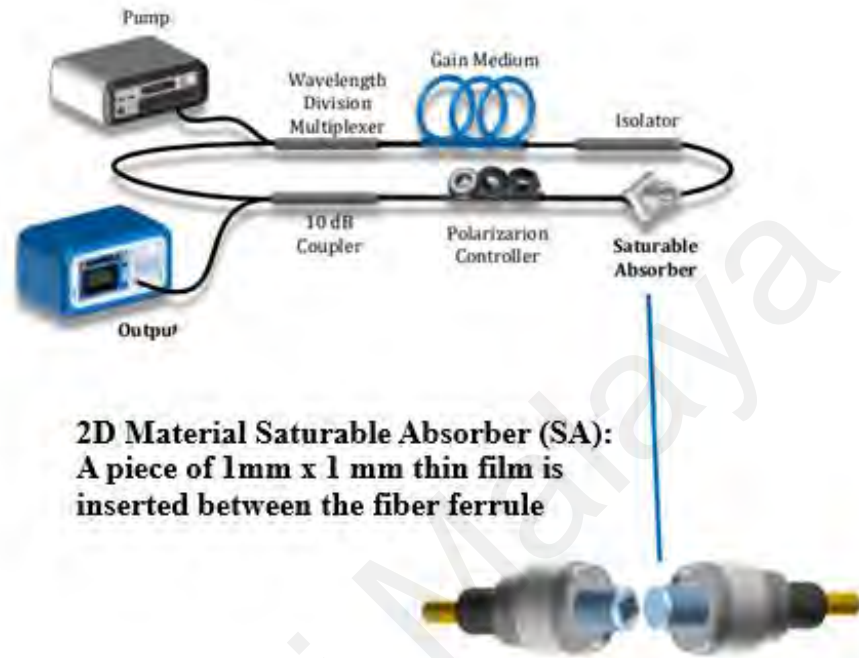 Pump
Gain Medium
Wavelength
Division
Multiplexer
Isolator
10 dB
Coupler
Polarizarion
Controller
Saturable
Absorber
Output
2D Material Saturable Absorber (SA):
A piece of 1mm x 1 mm thin film is
inserted between the fiber ferrule
Malaya